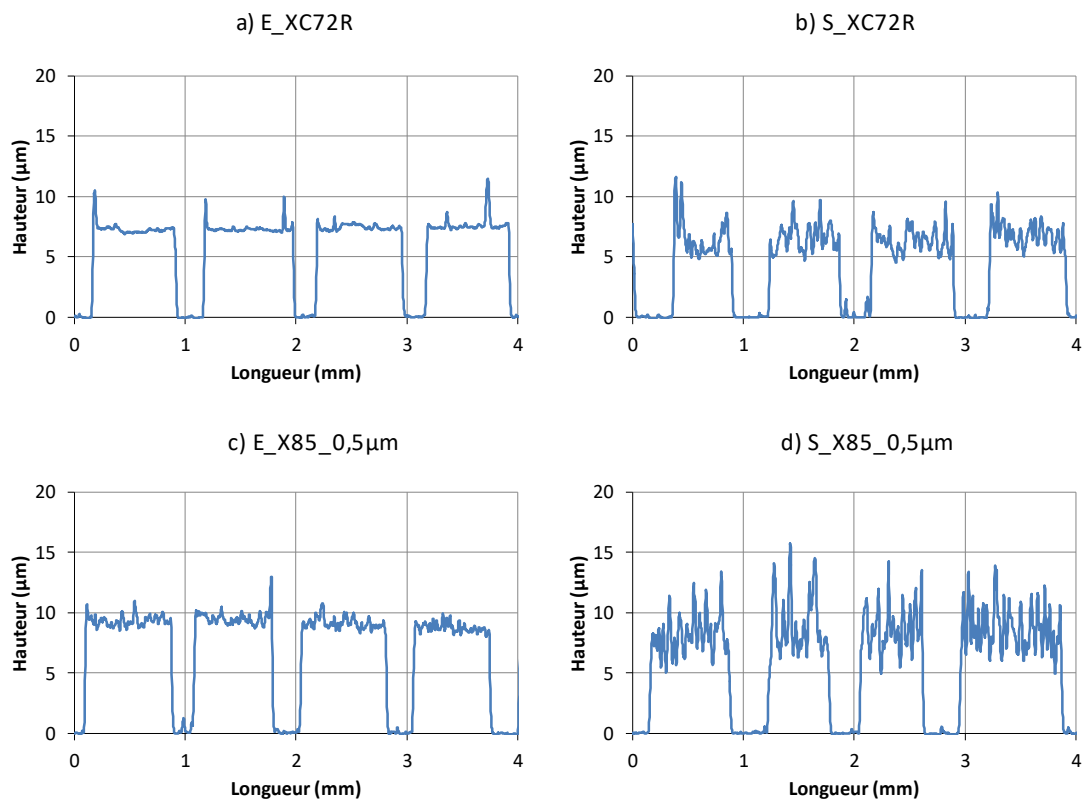 a) E_XC72R
20
15
10
5
0
Hauteur (µm)
0 1 2 3 4
Longueur (mm)
b) S_XC72R
20
15
10
5
0
Hauteur (µm)
0 1 2 3 4
Longueur (mm)
c) E_X85_0,5µm
20
15
10
5
0
Hauteur (µm)
0 1 2 3 4
Longueur (mm)
d) S_X85_0,5µm
20
15
10
5
0
Hauteur (µm)
0 1 2 3 4
Longueur (mm)